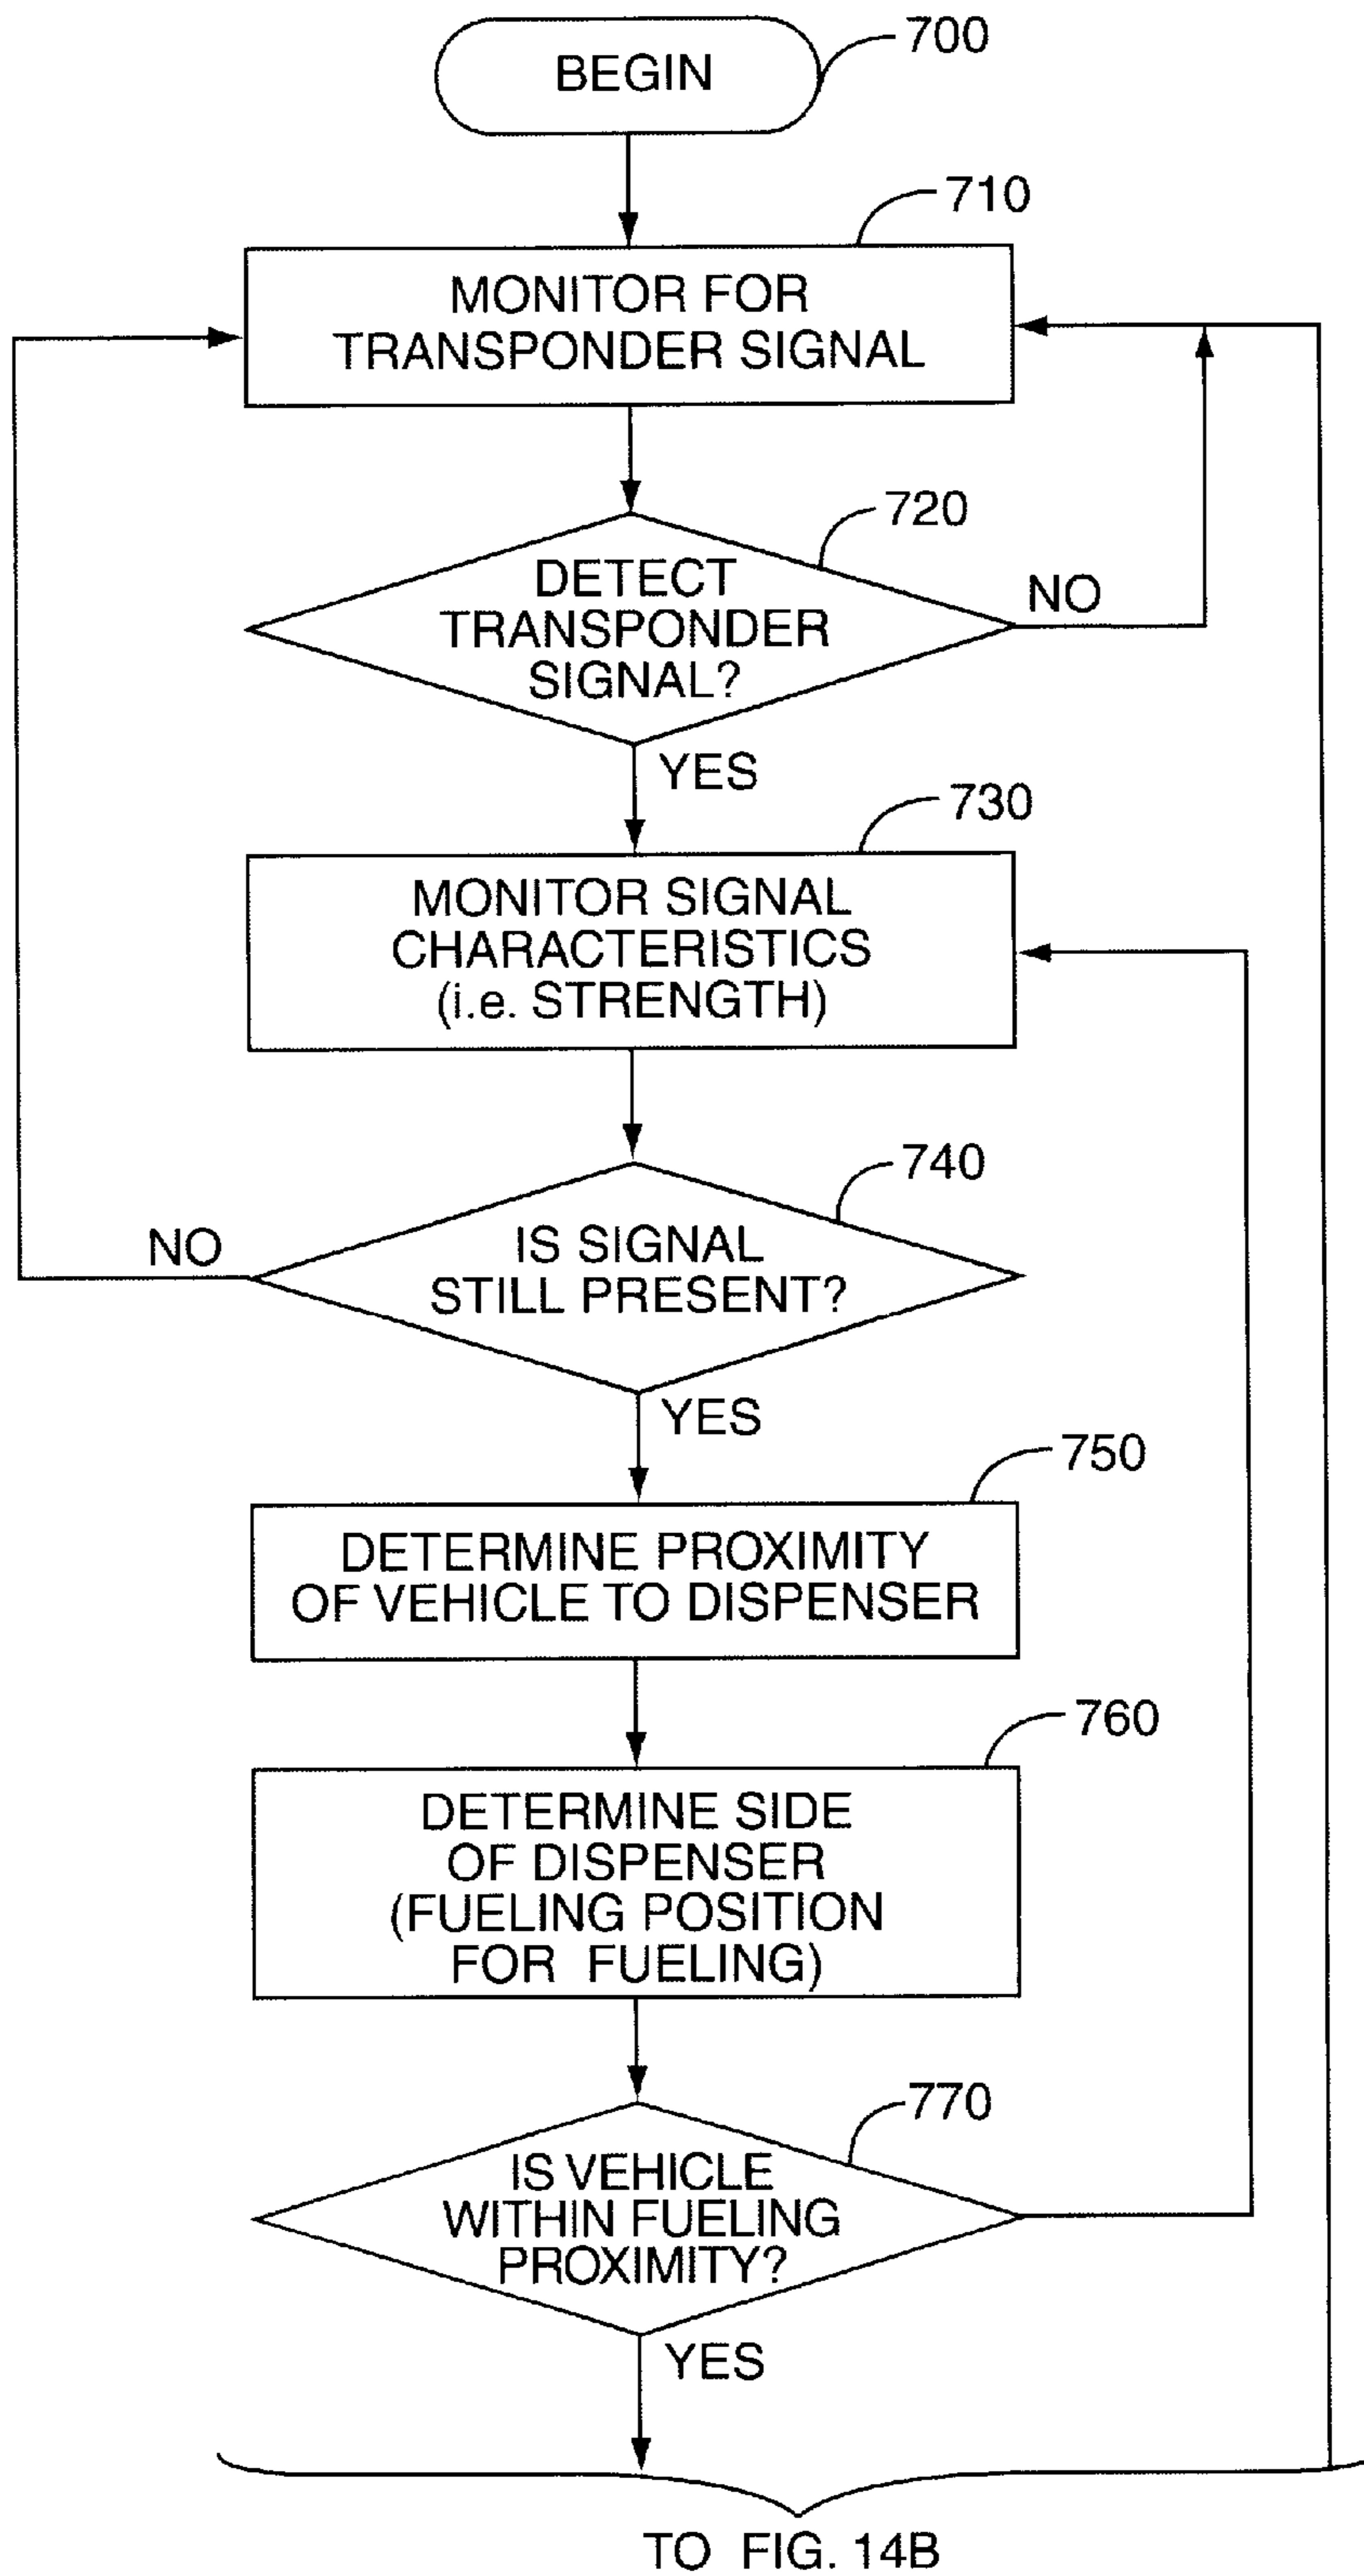 BEGIN
700
710
MONITOR FOR
TRANSPONDER SIGNAL
720
DETECT
TRANSPONDER
SIGNAL?
NO
YES
730
MONITOR SIGNAL
CHARACTERISTICS
(i.e. STRENGTH)
740
NO
IS SIGNAL
STILL PRESENT?
YES
750
DETERMINE PROXIMITY
OF VEHICLE TO DISPENSER
760
DETERMINE SIDE
OF DISPENSER
(FUELING POSITION
FOR FUELING)
770
IS VEHICLE
WITHIN FUELING
PROXIMITY?
YES
TO FIG. 14B